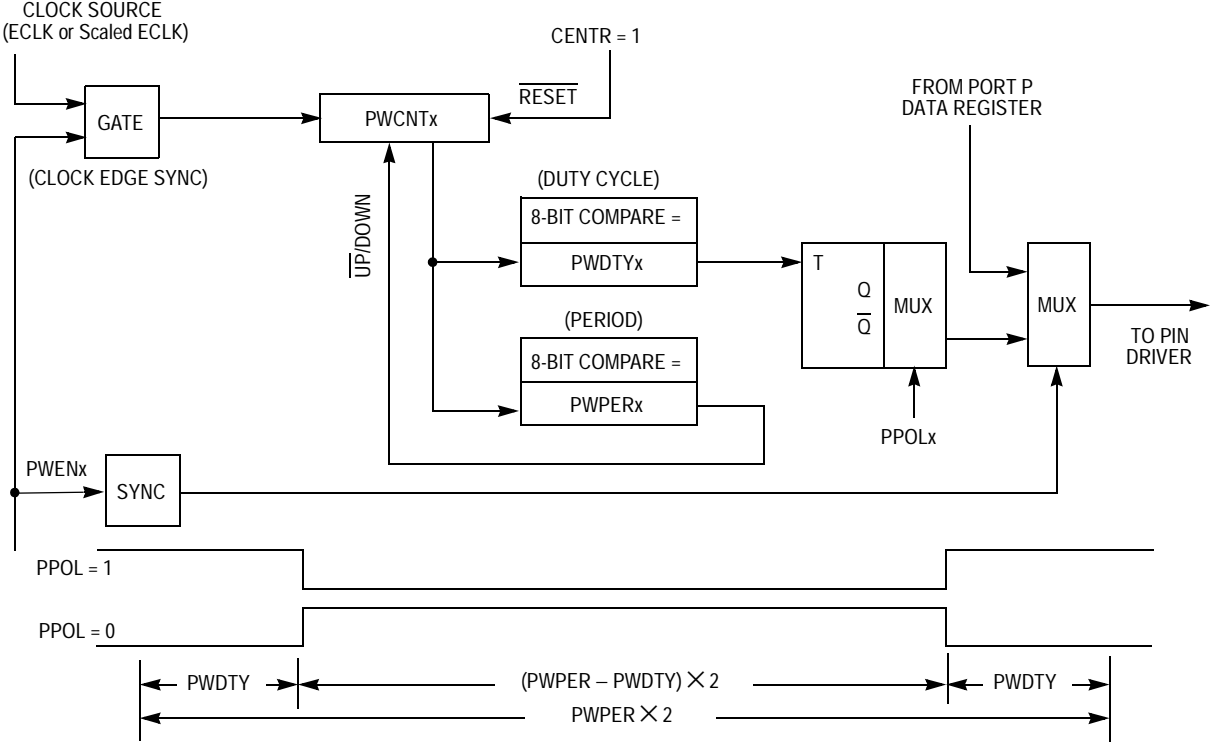 CLOCK SOURCE
(ECLK or Scaled ECLK)
CENTR = 1
RESET
FROM PORT P
DATA REGISTER
GATE
PWCNTx
(CLOCK EDGE SYNC)
UP/DOWN
(DUTY CYCLE)
8-BIT COMPARE =
PWDTYx
T
Q
Q
MUX
MUX
TO PIN
DRIVER
(PERIOD)
8-BIT COMPARE =
PWPERx
PPOLx
PWENx
SYNC
PPOL = 1
PPOL = 0
PWDTY
(PWPER – PWDTY) × 2
PWDTY
PWPER × 2